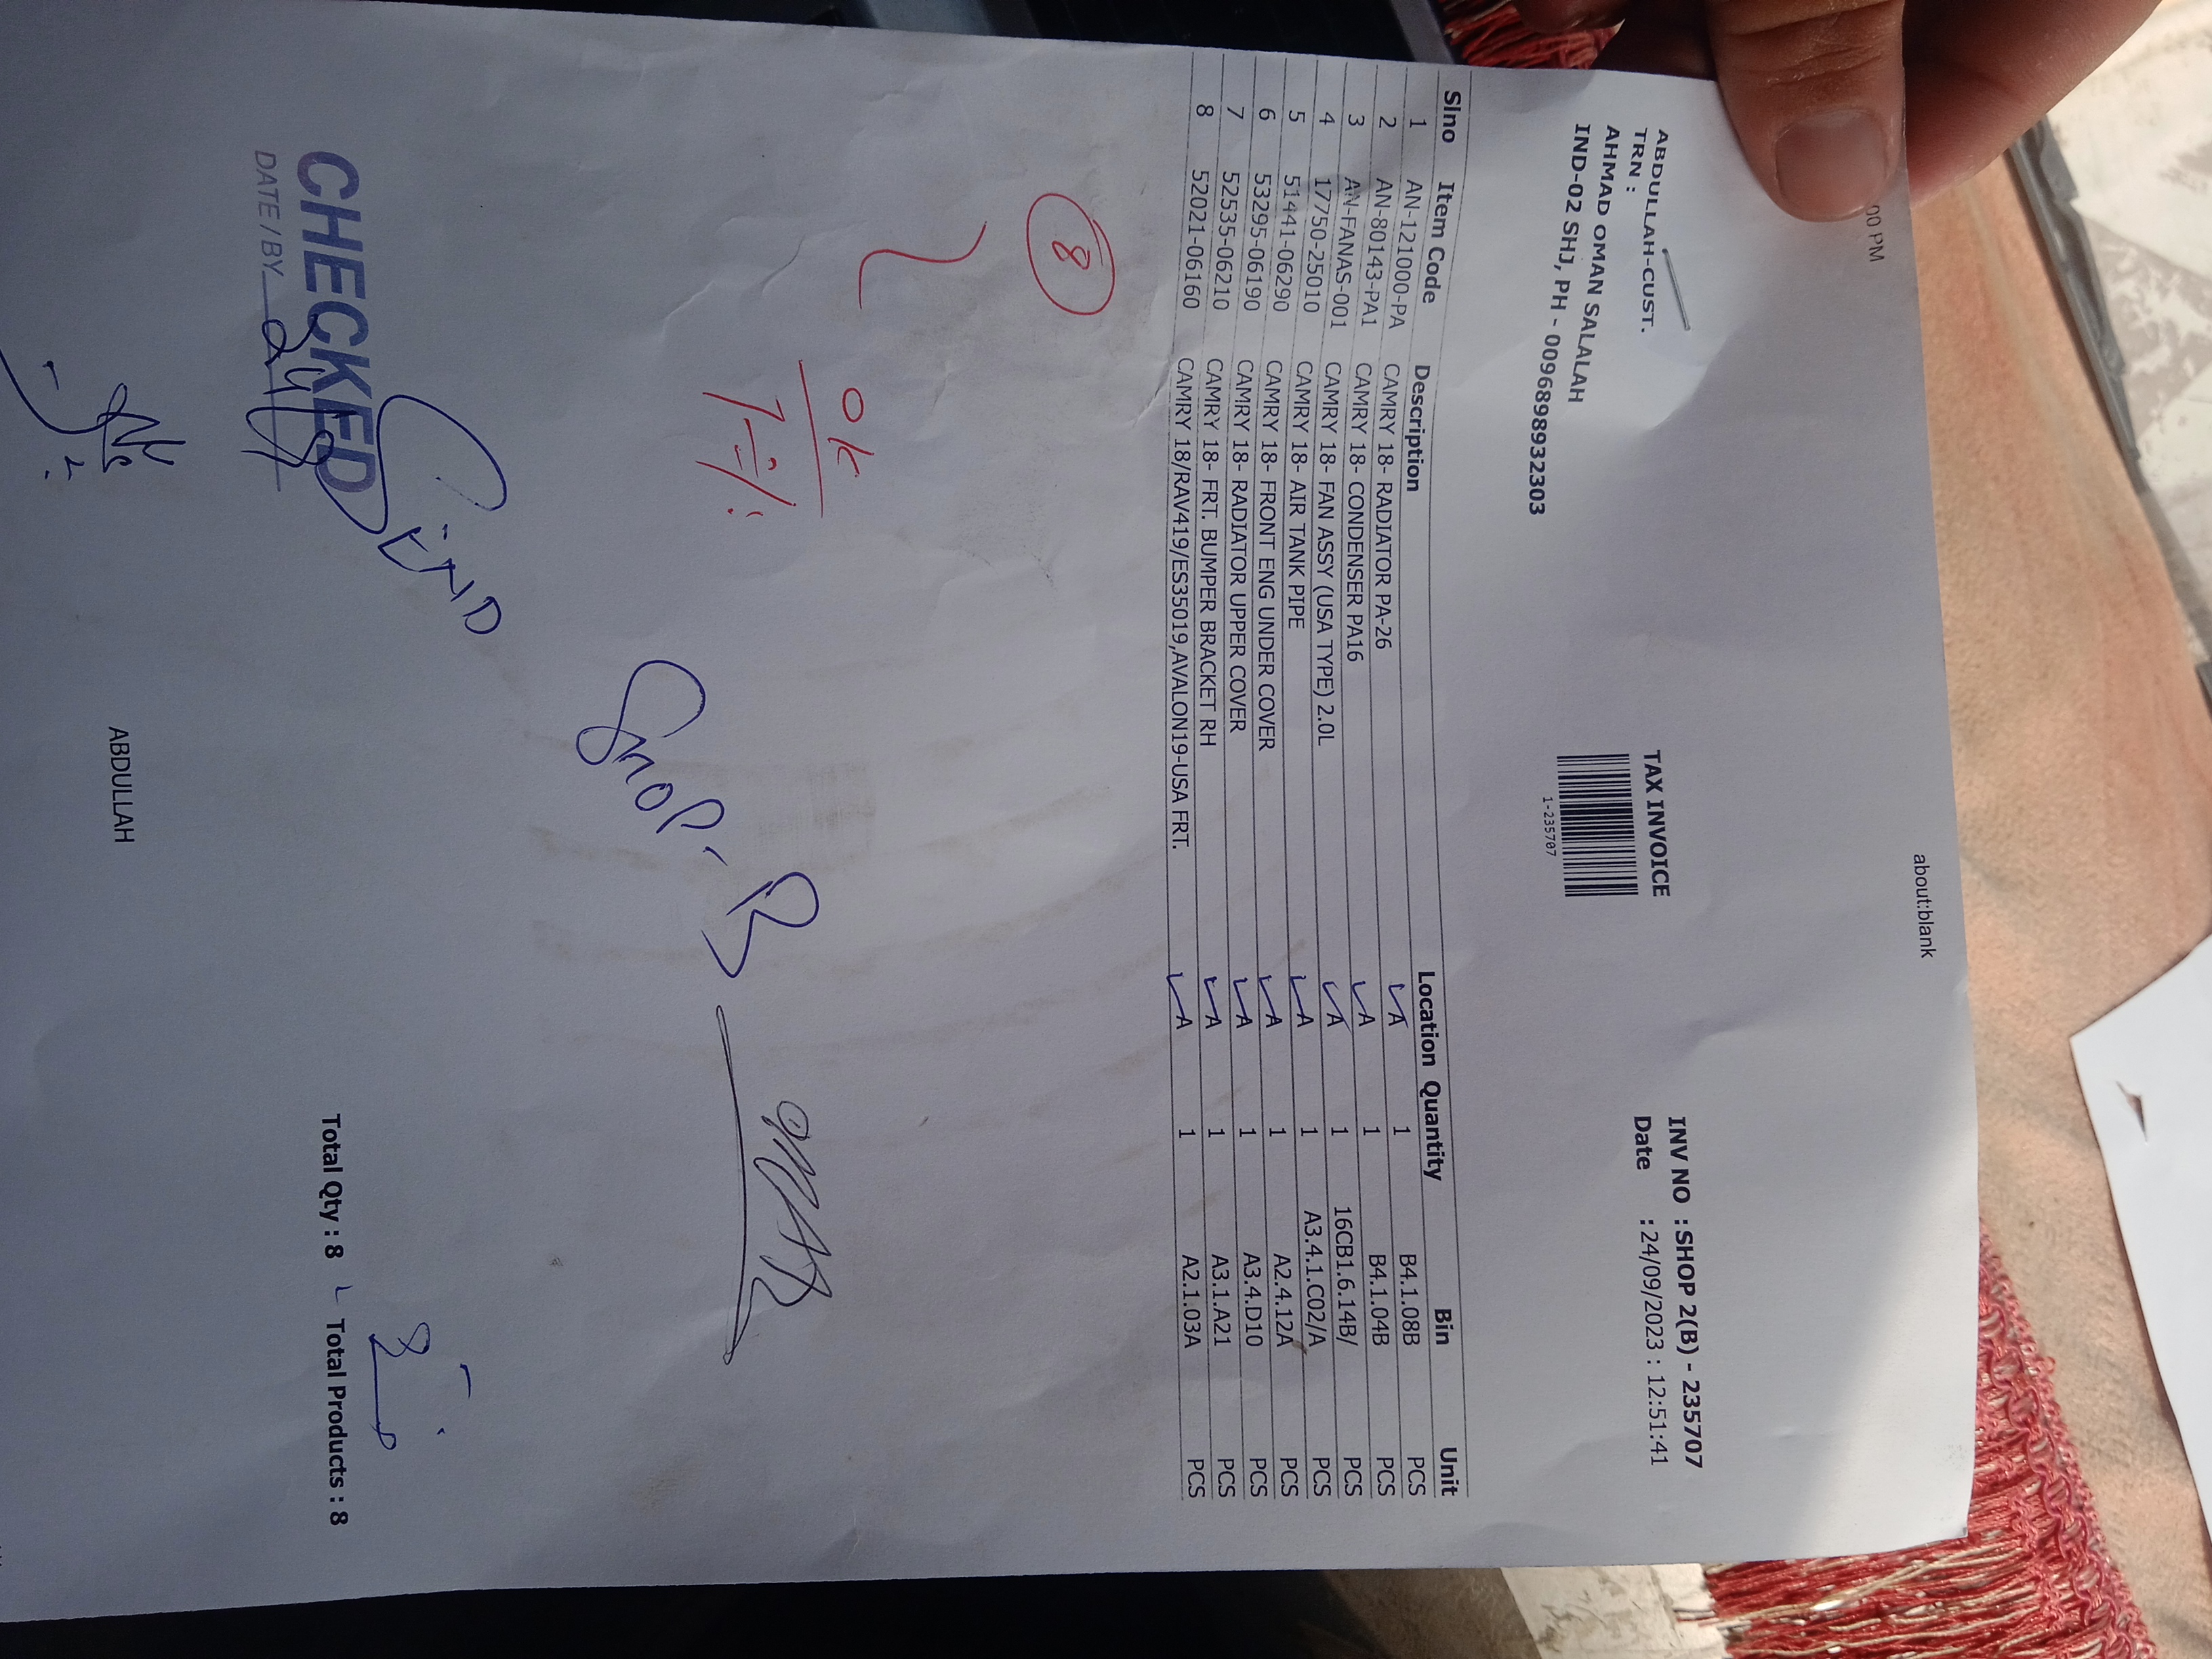 00 PM
about:blank
ABDULLAH-CUST.
TRN :
AHMAD OMAN SALALAH
IND-02 SHJ, PH - 0096898932303
TAX INVOICE
1-235707
INV NO : SHOP 2(B) - 235707
Date : 24/09/2023 : 12:51:41
Slno Item Code Description Location Quantity Bin Unit
1 AN-121000-PA CAMRY 18- RADIATOR PA-26 A 1 B4.1.08B PCS
2 AN-80143-PA1 CAMRY 18- CONDENSER PA16 A 1 B4.1.04B PCS
3 AN-FANAS-001 CAMRY 18- FAN ASSY (USA TYPE) 2.0L A 1 16CB1.6.14B/ PCS
4 17750-25010 CAMRY 18- AIR TANK PIPE A 1 A3.4.1.C02/A PCS
5 51441-06290 CAMRY 18- FRONT ENG UNDER COVER A 1 A2.4.12A PCS
6 53295-06190 CAMRY 18- RADIATOR UPPER COVER A 1 A3.4.D10 PCS
7 52535-06210 CAMRY 18- FRT. BUMPER BRACKET RH A 1 A3.1.A21 PCS
8 52021-06160 CAMRY 18/RAV419/ES35019,AVALON19-USA FRT. A 1 A2.1.03A PCS
8
ok
SEND
SHOP. B
CHECKED
DATE / BY
8
Total Qty : 8 Total Products : 8
ABDULLAH